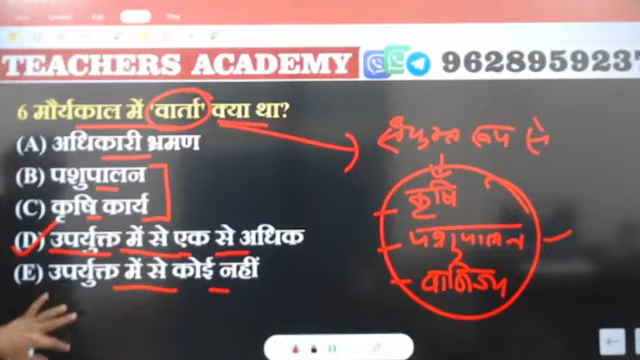 TEACHERS ACADEMY 962895923
6 मौर्यकाल में 'वार्ता' क्या था?
(A) अधिकारी भ्रमण
(B) पशुपालन
(C) कृषि कार्य
(D) उपर्युक्त में से एक से अधिक
(E) उपर्युक्त में से कोई नहीं
संयुक्त रूप से
कृषि
पशुपालन
वाणिज्य